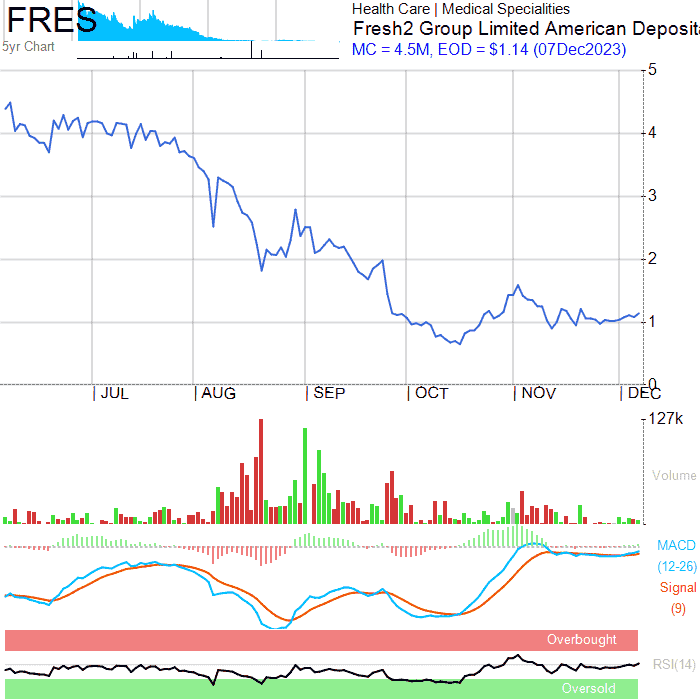 FRES
5yr Chart
Health Care | Medical Specialities
Fresh2 Group Limited American Deposit
MC = 4.5M, EOD = $1.14 (07Dec2023)
5
4
3
2
1
0
JUL AUG SEP OCT NOV DEC
127k
Volume
MACD
(12-26)
Signal
(9)
Overbought
RSI(14)
Oversold